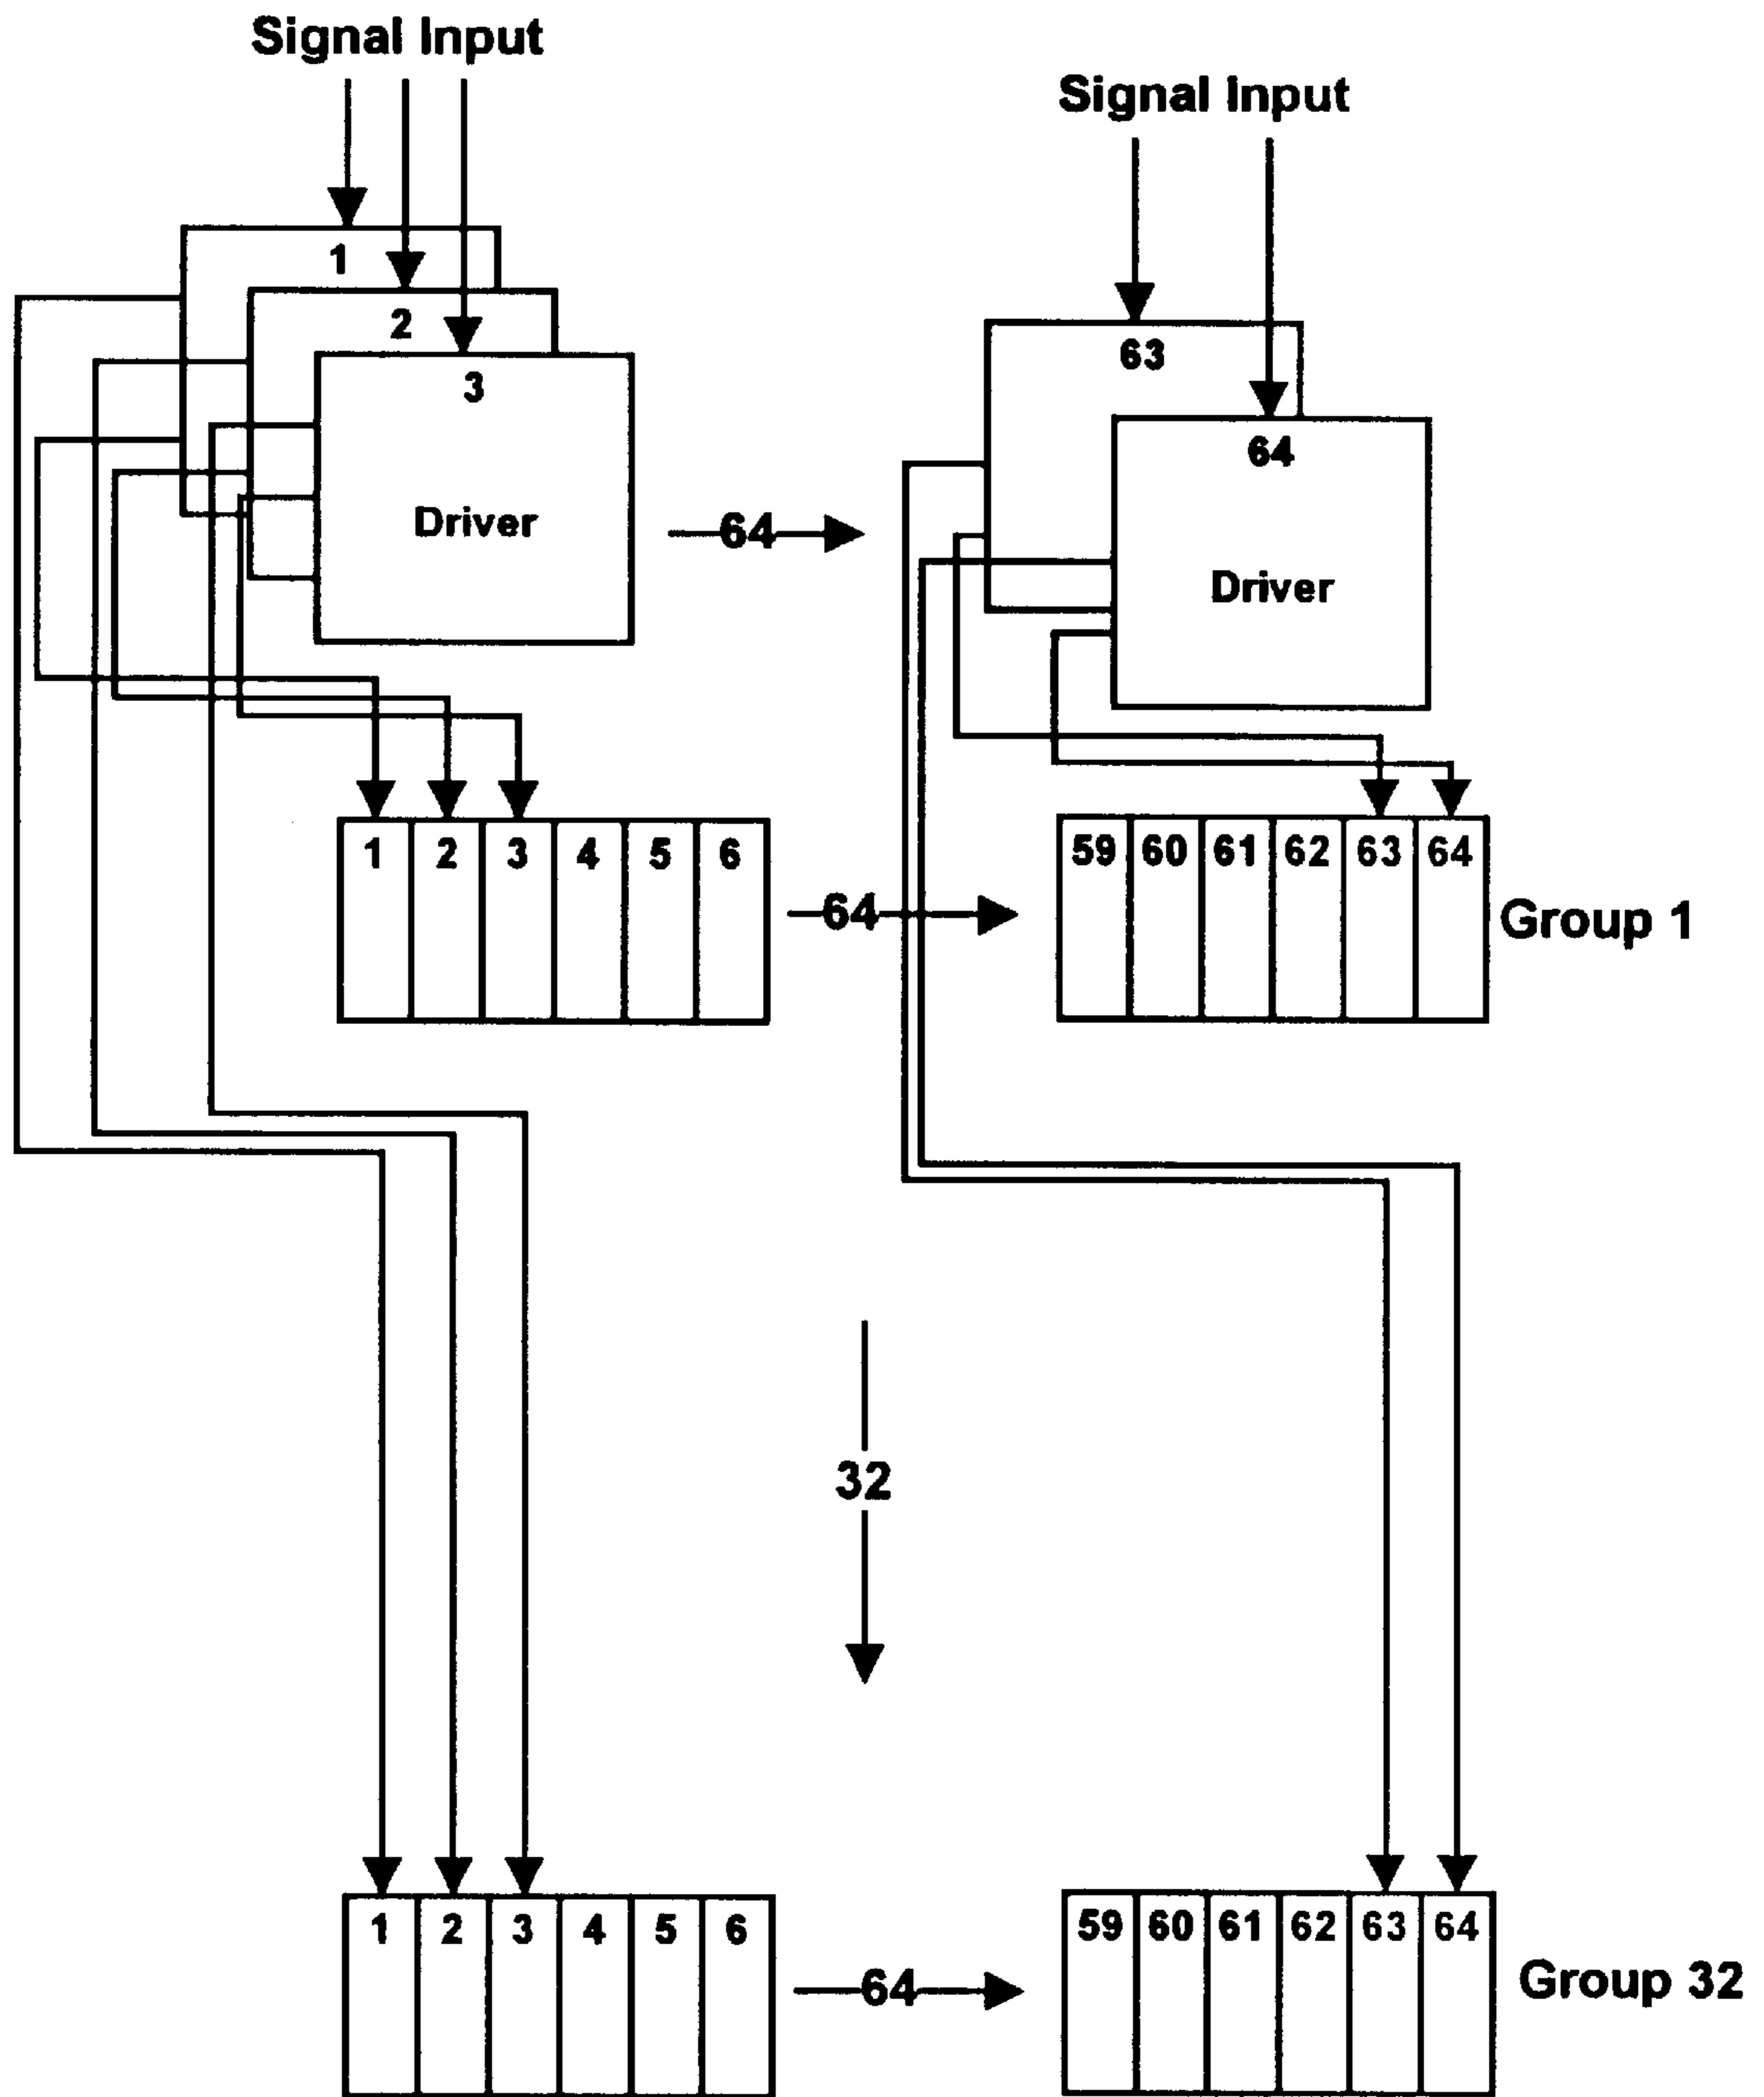 Signal Input
Signal Input
1
2
3
Driver
64
63
64
Driver
1 2 3 4 5 6
64
59 60 61 62 63 64
Group 1
32
1 2 3 4 5 6
64
59 60 61 62 63 64
Group 32